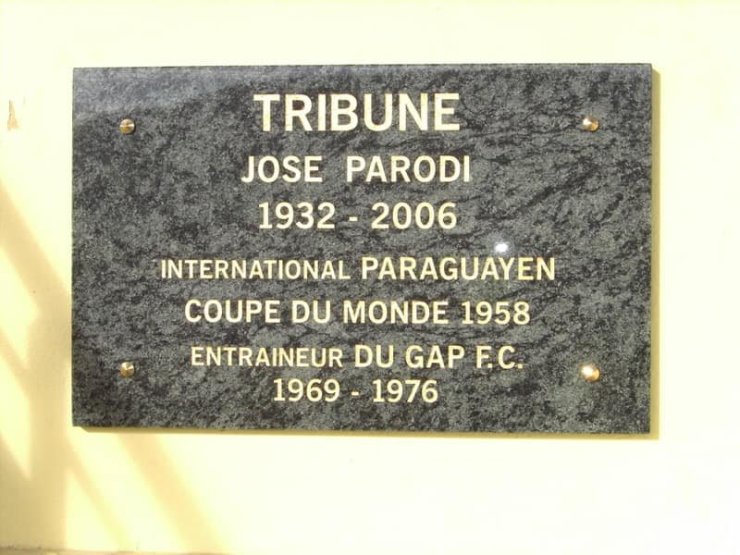 TRIBUNE
JOSE PARODI
1932 - 2006
INTERNATIONAL PARAGUAYEN
COUPE DU MONDE 1958
ENTRAINEUR DU GAP F.C.
1969 - 1976